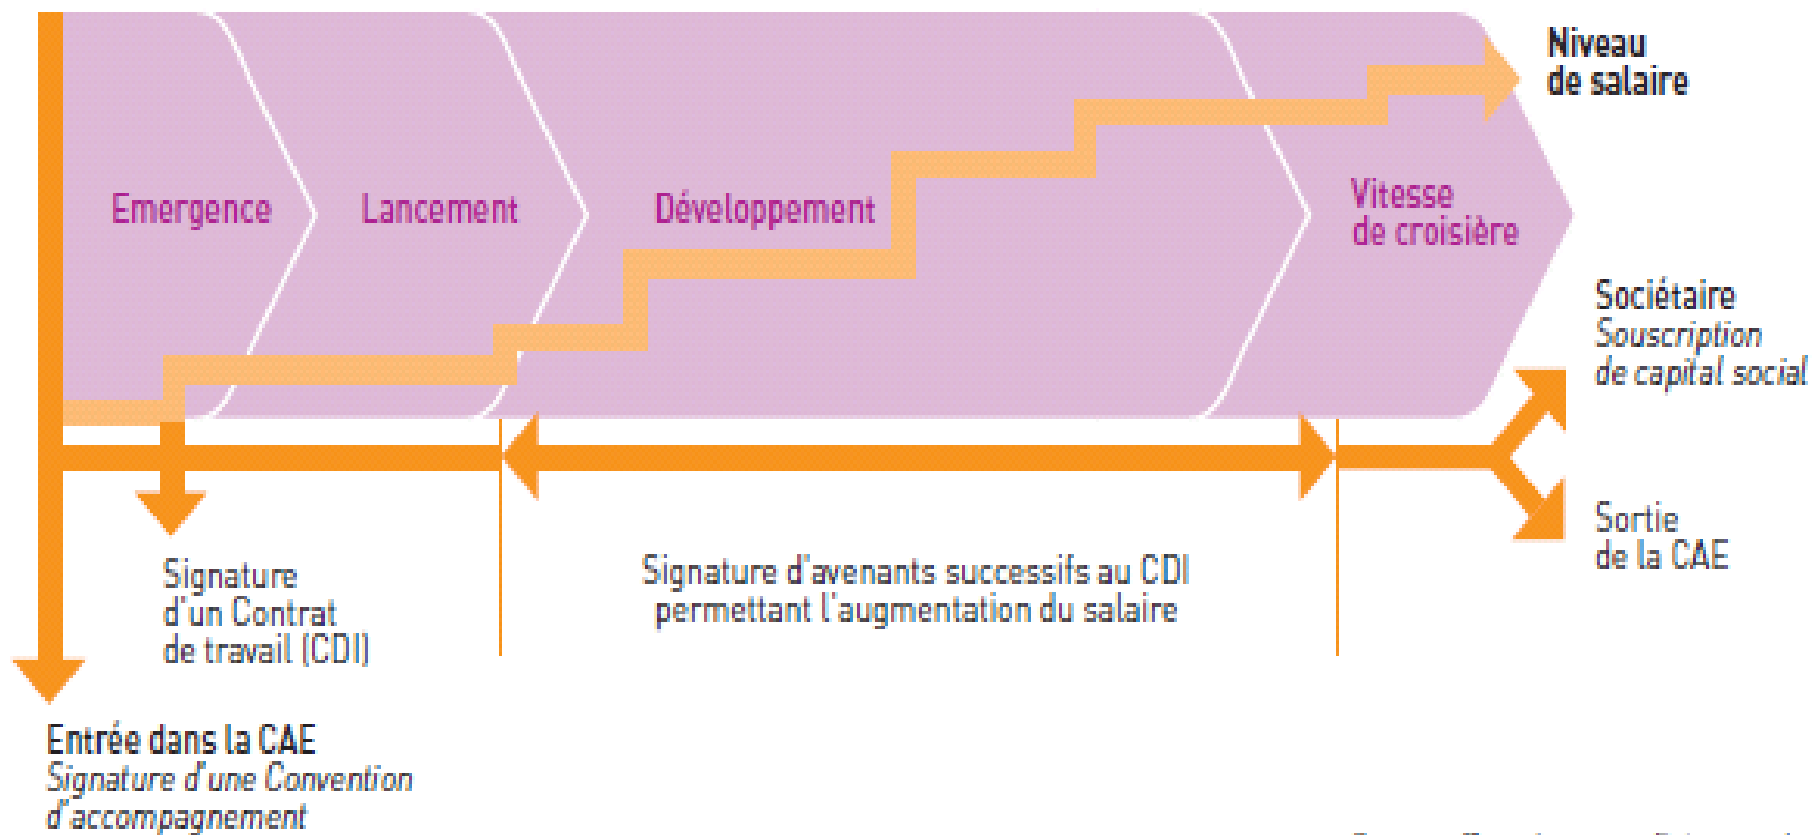 Niveau
de salaire
Emergence
Lancement
Développement
Vitesse
de croisière
Sociétaire
Souscription
de capital social
Sortie
de la CAE
Signature
d'un Contrat
de travail (CDI)
Signature d'avenants successifs au CDI
permettant l'augmentation du salaire
Entrée dans la CAE
Signature d'une Convention
d'accompagnement